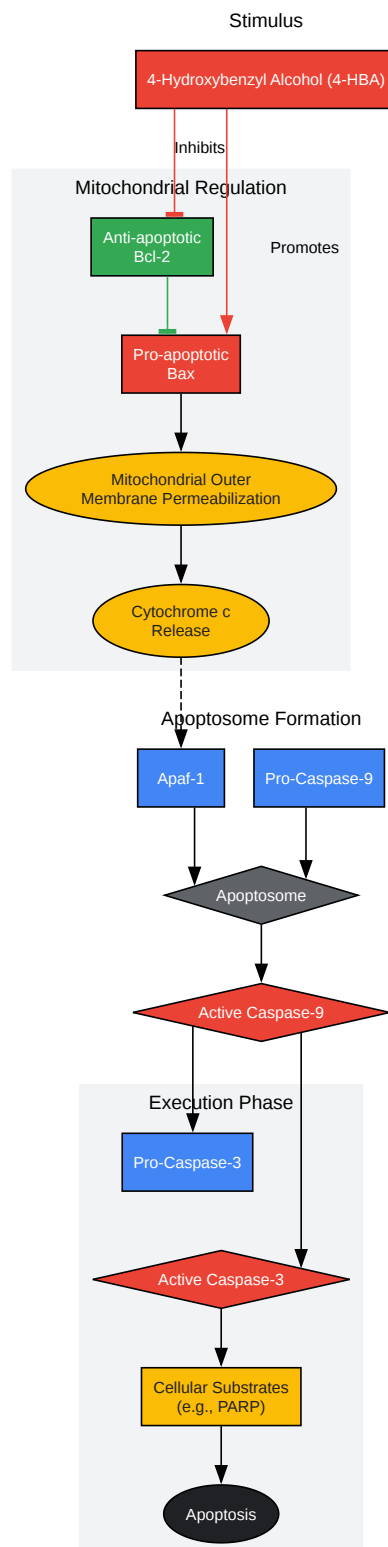 Stimulus
4-Hydroxybenzyl Alcohol (4-HBA)
Inhibits
Mitochondrial Regulation
Anti-apoptotic
Bcl-2
Promotes
Pro-apoptotic
Bax
Mitochondrial Outer
Membrane Permeabilization
Cytochrome c
Release
Apoptosome Formation
Apaf-1
Pro-Caspase-9
Apoptosome
Active Caspase-9
Execution Phase
Pro-Caspase-3
Active Caspase-3
Cellular Substrates
(e.g., PARP)
Apoptosis